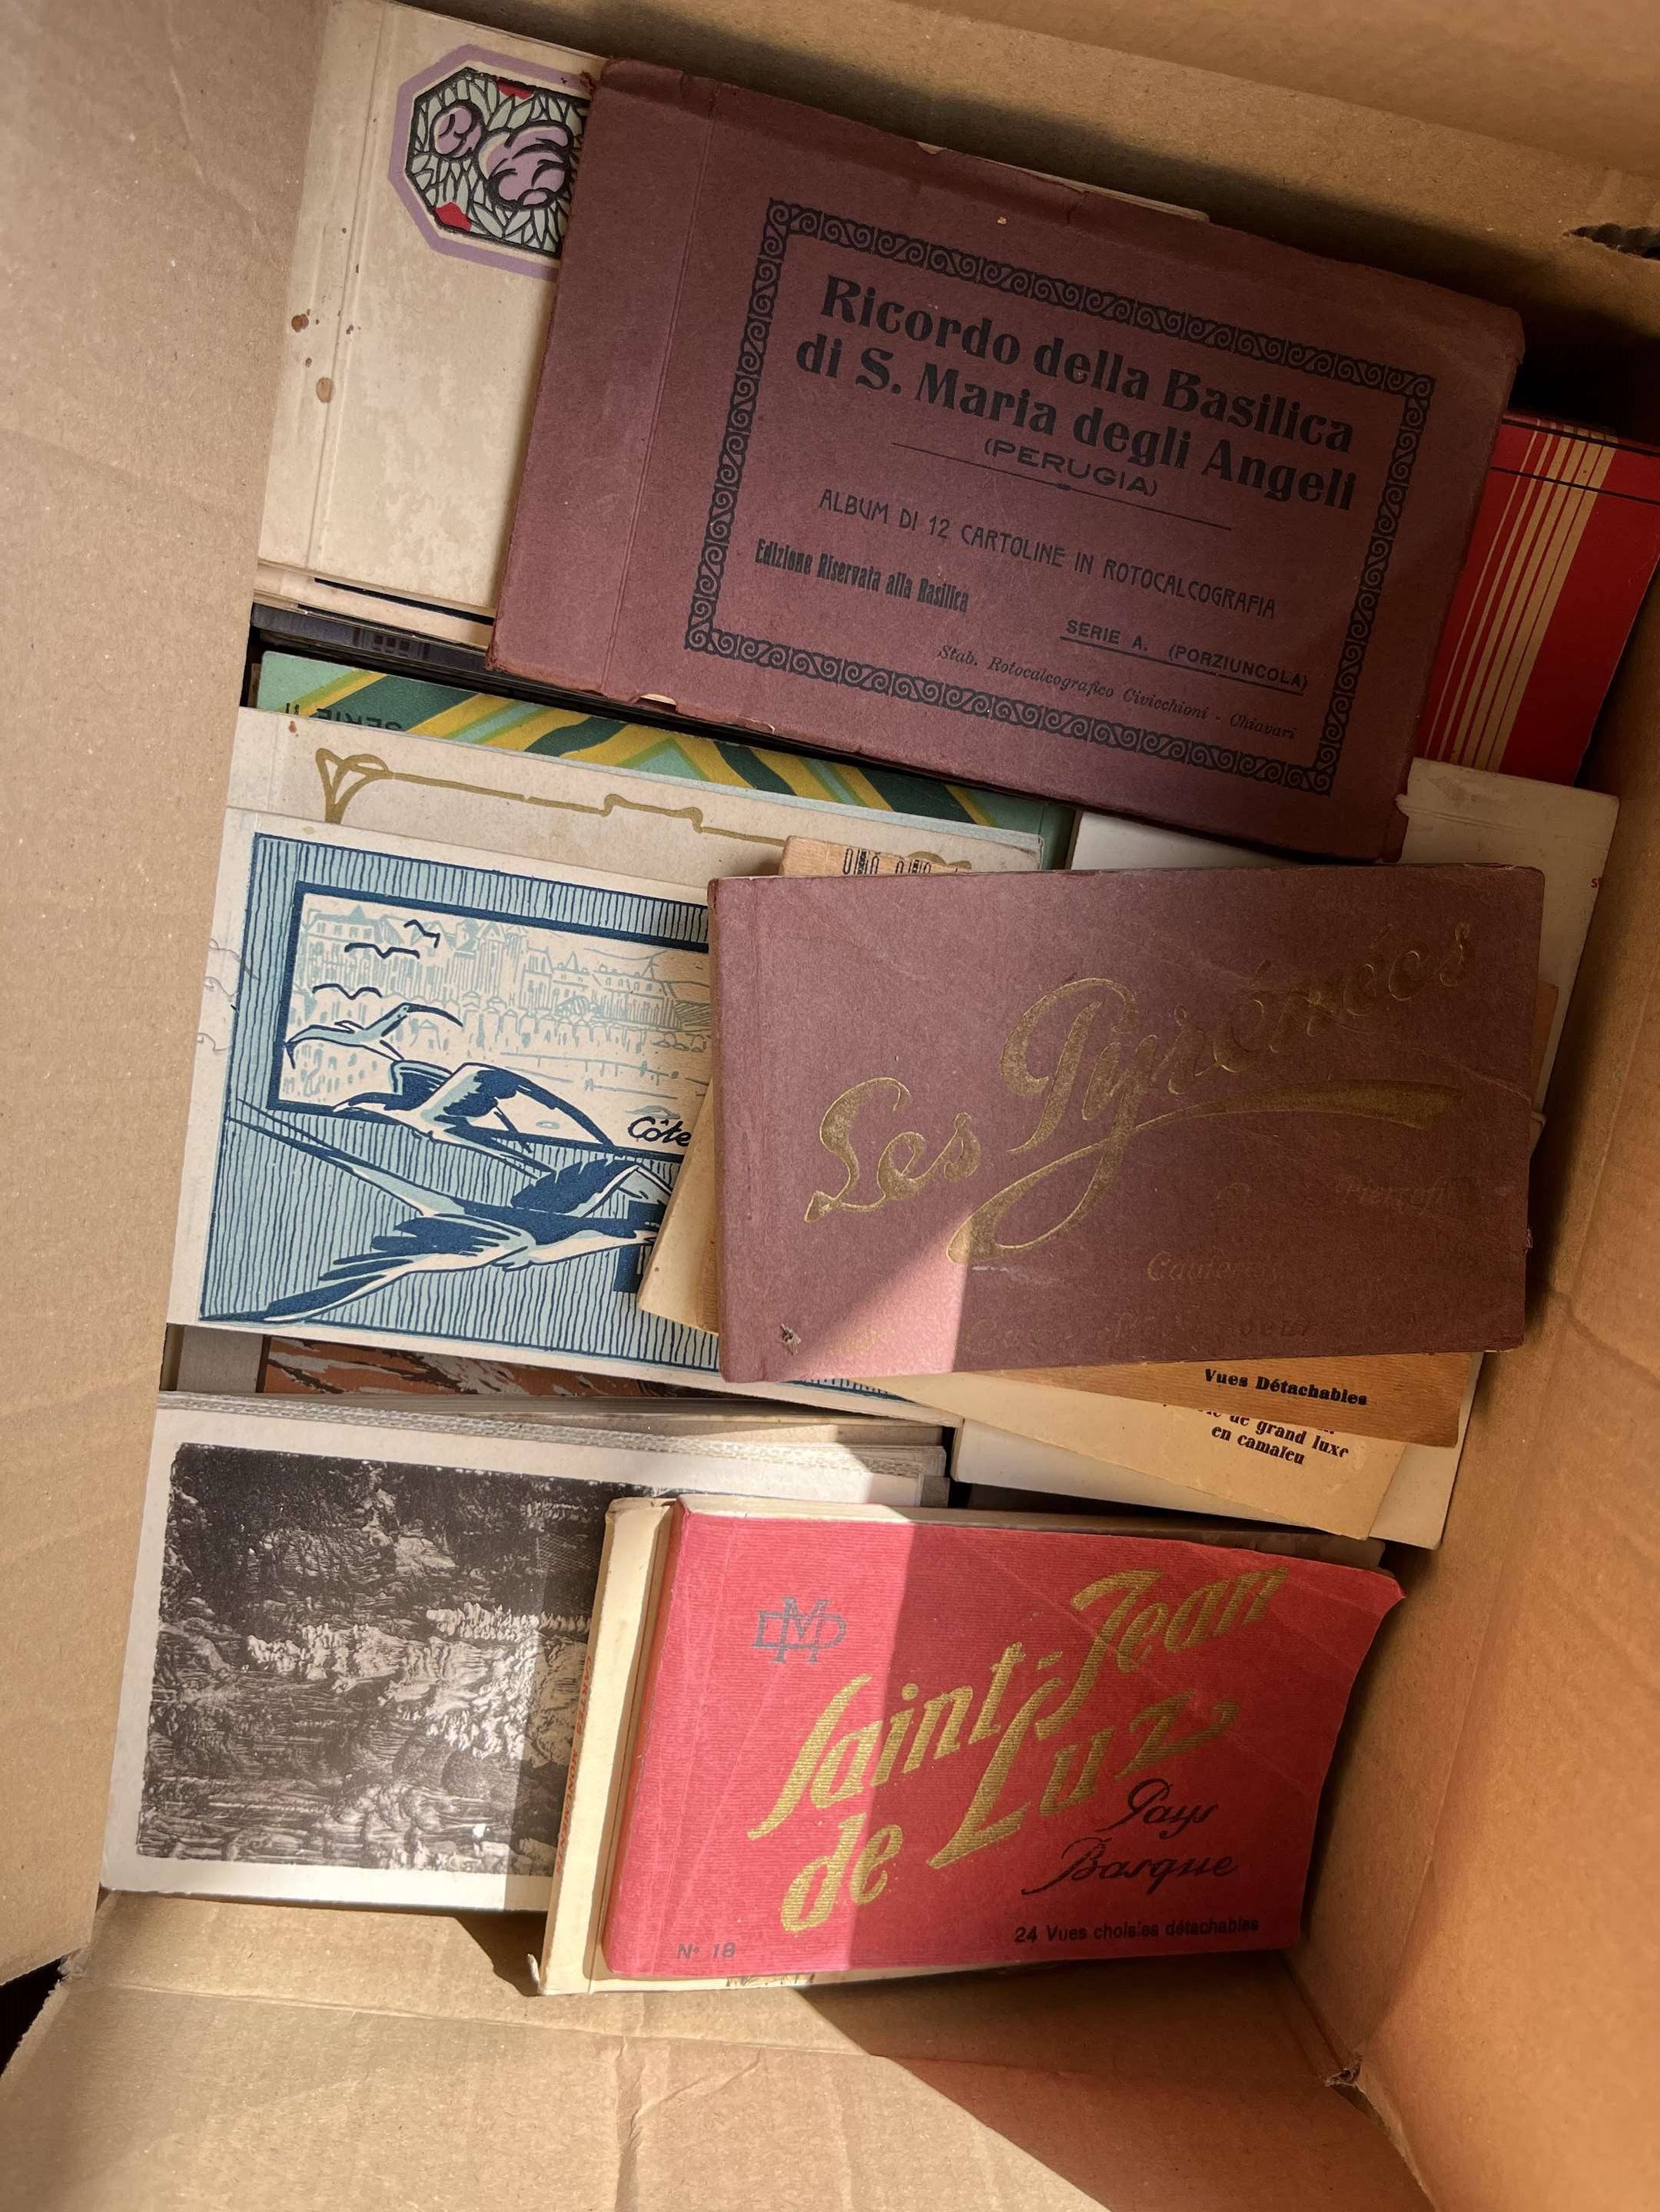 Ricordo della Basilica
di S. Maria degli Angeli
(PERUGIA)
ALBUM DI 12 CARTOLINE IN ROTOCALCOGRAFIA
Edizione Riservata alla Basilica
SERIE A. (PORZIUNCOLA)
Stab. Rotocalcografico Civicchioni - Chiavari
SERIE II
Côte
Les Pyrénées
Vues Détachables
de grand luxe
en camaïeu
Saint-Jean
de Luz
Pays
Basque
24 Vues choisies détachables
N° 18